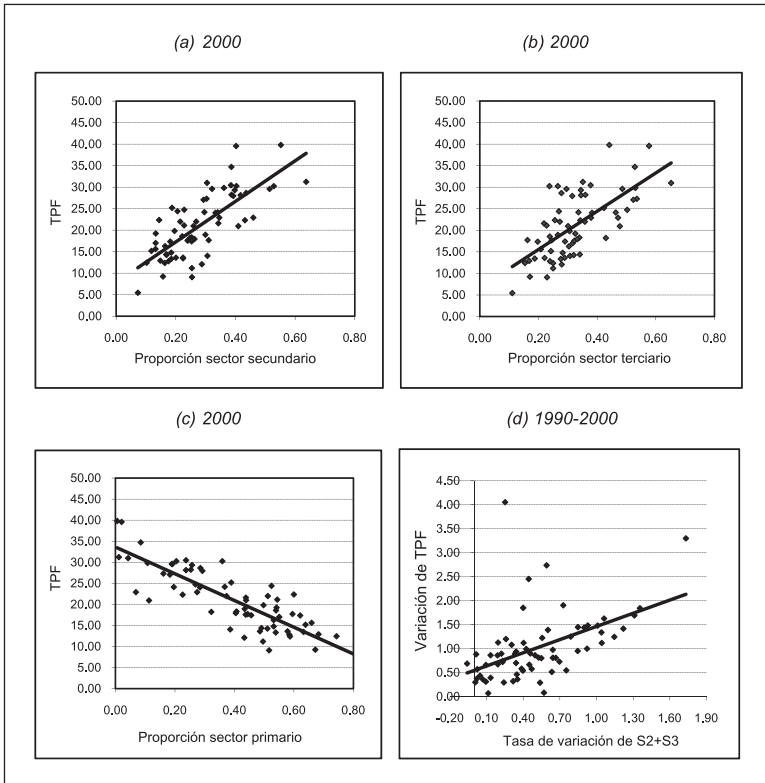 (a) 2000
TPF
50.00
45.00
40.00
35.00
30.00
25.00
20.00
15.00
10.00
5.00
0.00
0.00 0.20 0.40 0.60 0.80
Proporción sector secundario
(b) 2000
TPF
50.00
45.00
40.00
35.00
30.00
25.00
20.00
15.00
10.00
5.00
0.00
0.00 0.20 0.40 0.60 0.80
Proporción sector terciario
(c) 2000
TPF
50.00
45.00
40.00
35.00
30.00
25.00
20.00
15.00
10.00
5.00
0.00
0.00 0.20 0.40 0.60 0.80
Proporción sector primario
(d) 1990-2000
Variación de TPF
4.50
4.00
3.50
3.00
2.50
2.00
1.50
1.00
0.50
0.00
-0.20 0.10 0.40 0.70 1.00 1.30 1.60 1.90
Tasa de variación de S2+S3